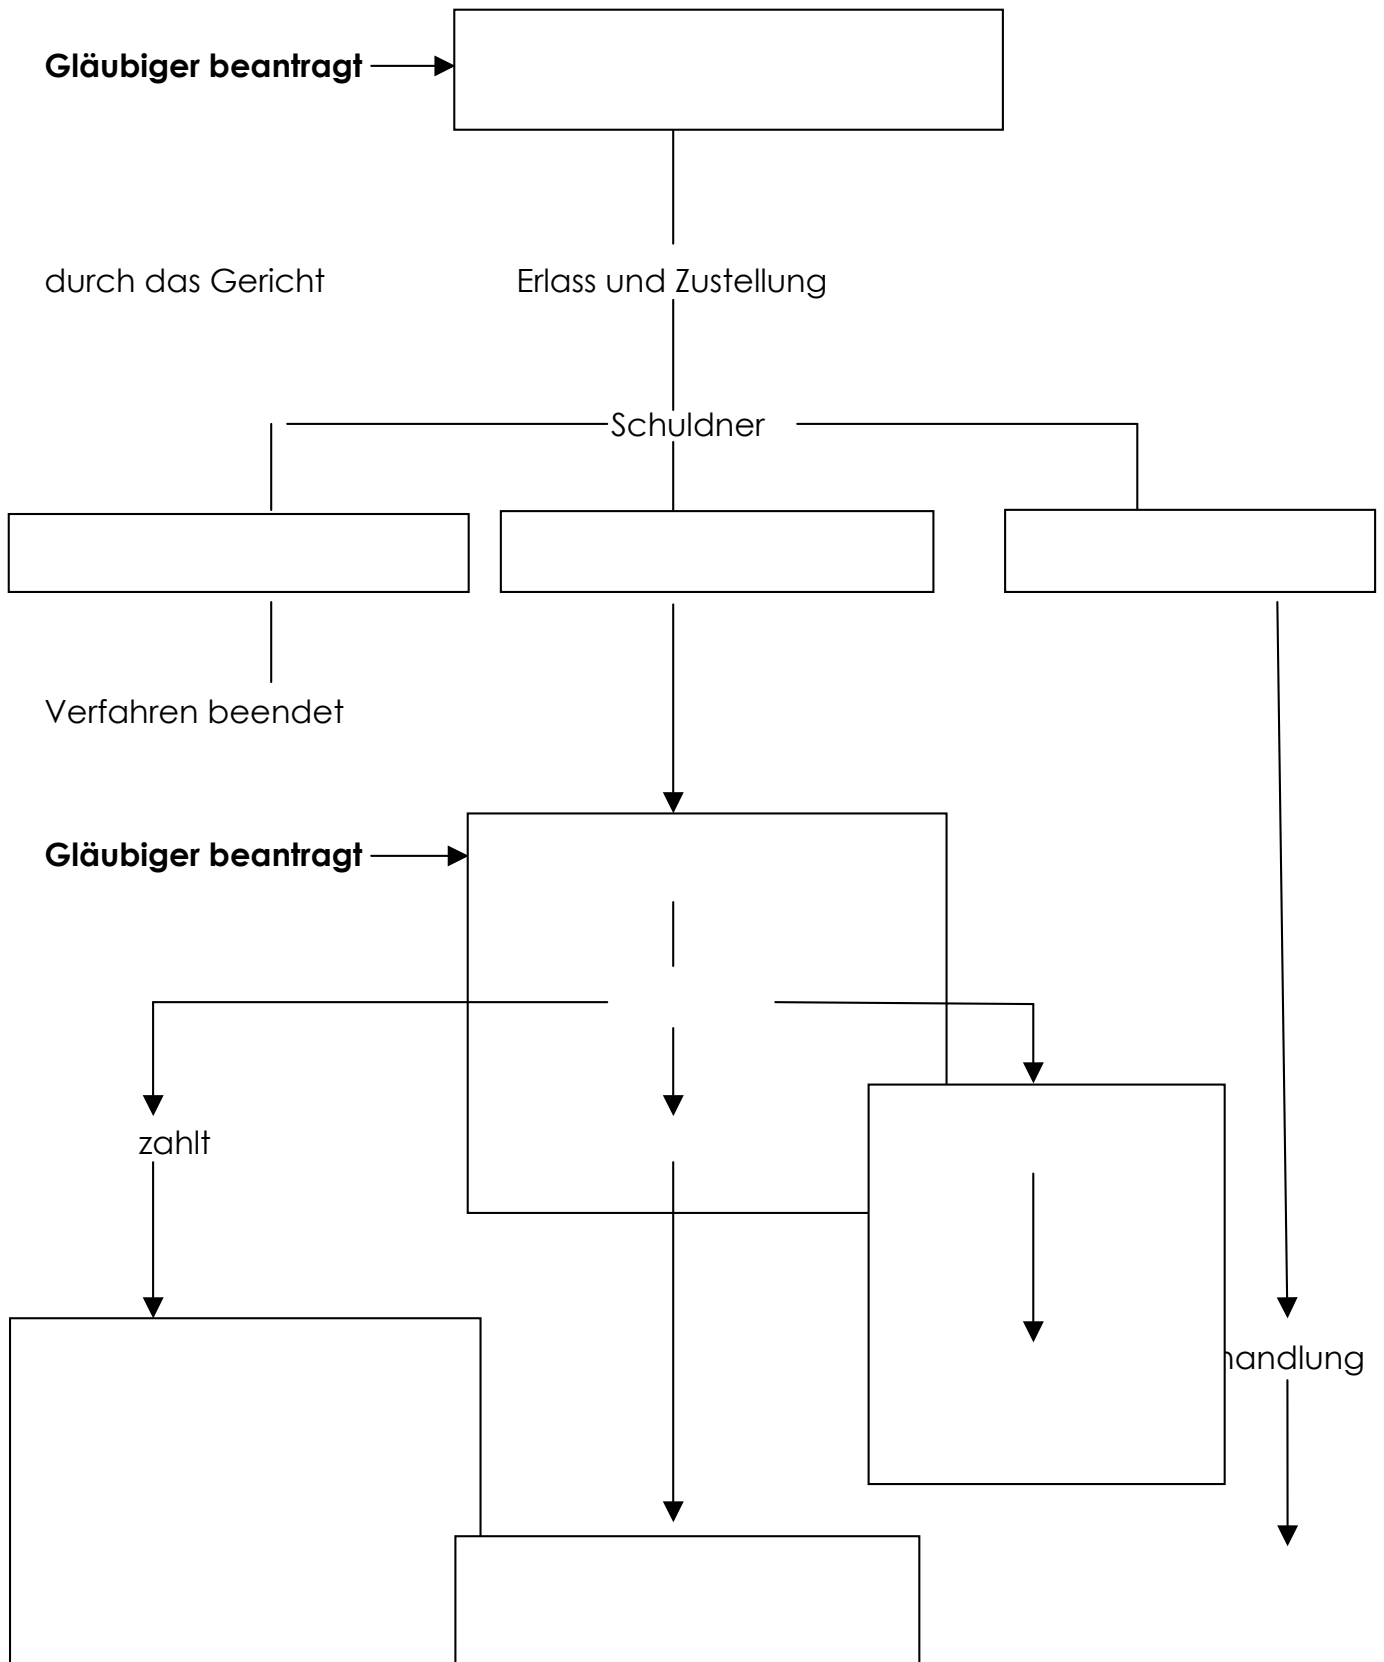 Gläubiger beantragt
durch das Gericht Erlass und Zustellung
Schuldner
Verfahren beendet
Gläubiger beantragt
zahlt
handlung